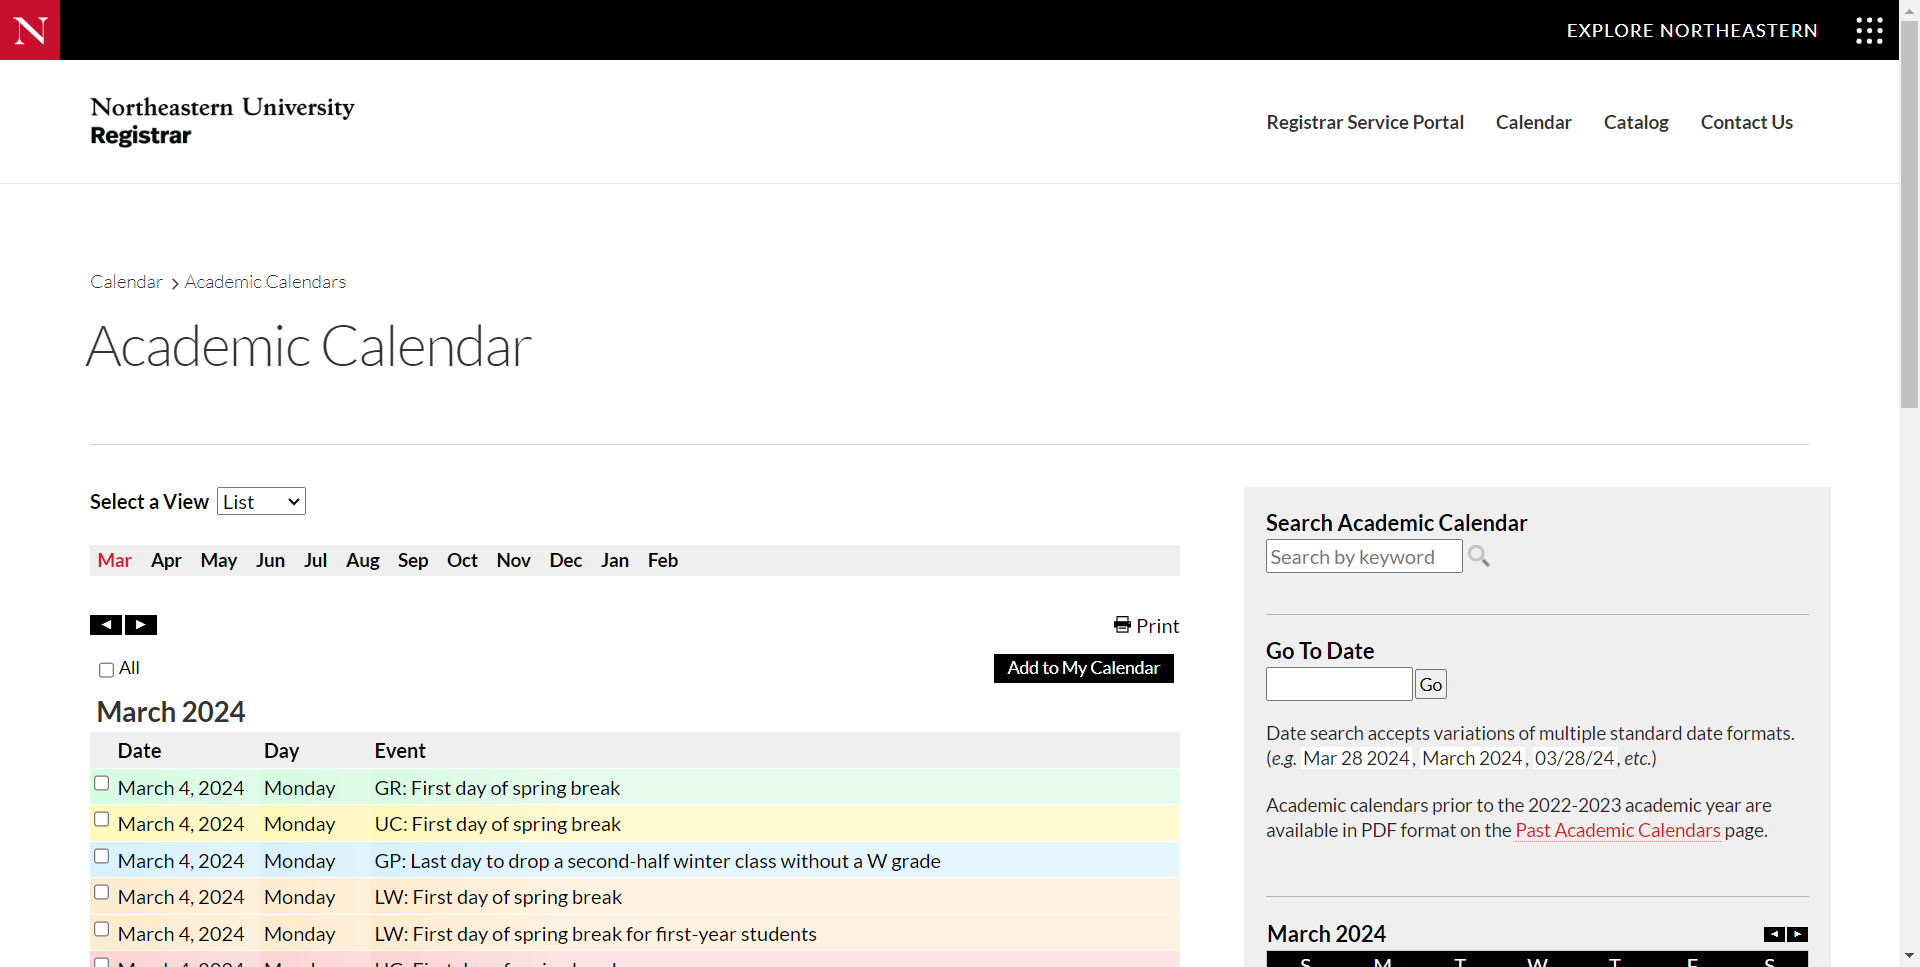 N
EXPLORE NORTHEASTERN
Northeastern University
Registrar
Registrar Service Portal Calendar Catalog Contact Us
Calendar Academic Calendars
Academic Calendar
Select a View List
Mar Apr May Jun Jul Aug Sep Oct Nov Dec Jan Feb
Print
All Add to My Calendar
March 2024
Date Day Event
March 4, 2024 Monday GR: First day of spring break
March 4, 2024 Monday UC: First day of spring break
March 4, 2024 Monday GP: Last day to drop a second-half winter class without a W grade
March 4, 2024 Monday LW: First day of spring break
March 4, 2024 Monday LW: First day of spring break for first-year students
Search Academic Calendar
Search by keyword
Go To Date
Go
Date search accepts variations of multiple standard date formats.
(e.g. Mar 28 2024, March 2024, 03/28/24, etc.)
Academic calendars prior to the 2022-2023 academic year are
available in PDF format on the Past Academic Calendars page.
March 2024
S M T W T F S